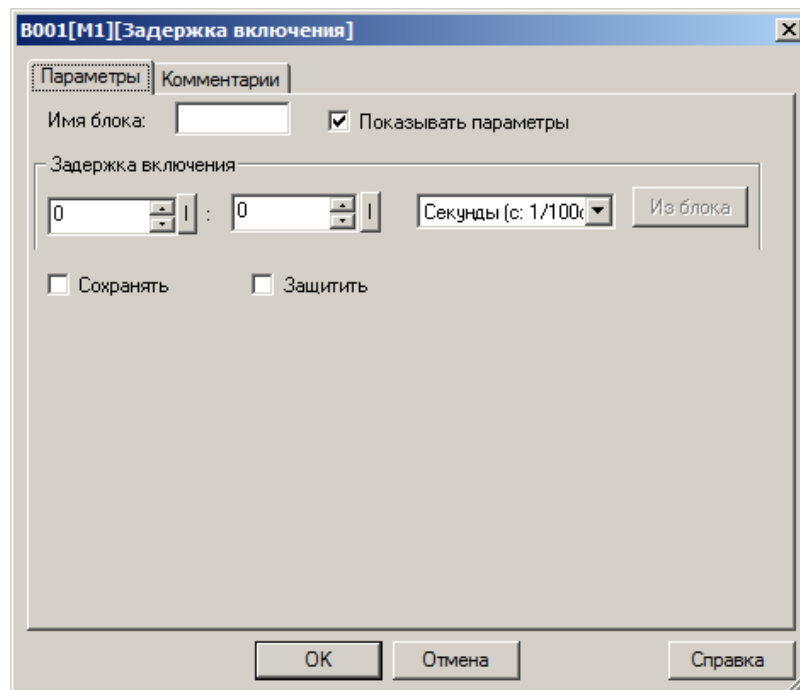 B001[M1][Задержка включения]
Параметры Комментарии
Имя блока: Показывать параметры
Задержка включения
0 : 0 Секунды (с: 1/100с Из блока
Сохранять Защитить
OK Отмена Справка